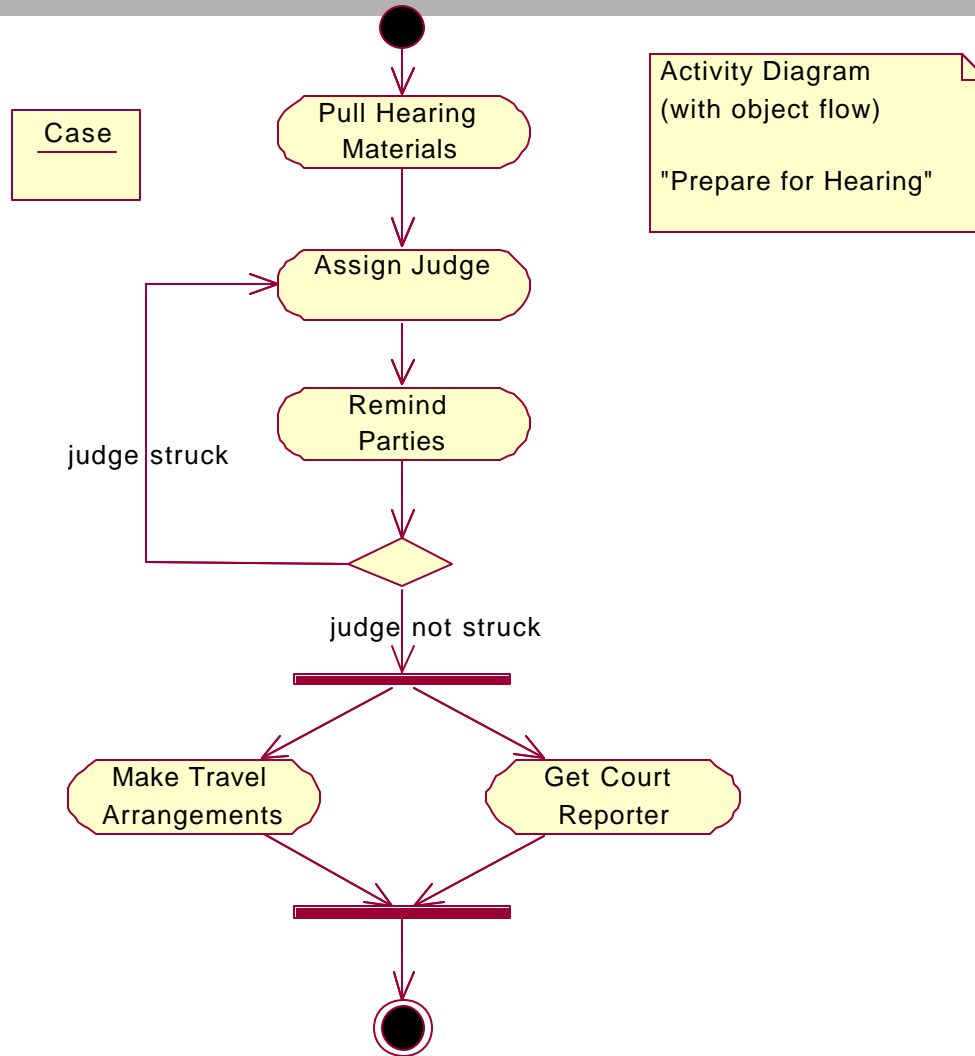 Case
Pull Hearing
Materials
Activity Diagram
(with object flow)
"Prepare for Hearing"
Assign Judge
Remind
Parties
judge struck
judge not struck
Make Travel
Arrangements
Get Court
Reporter